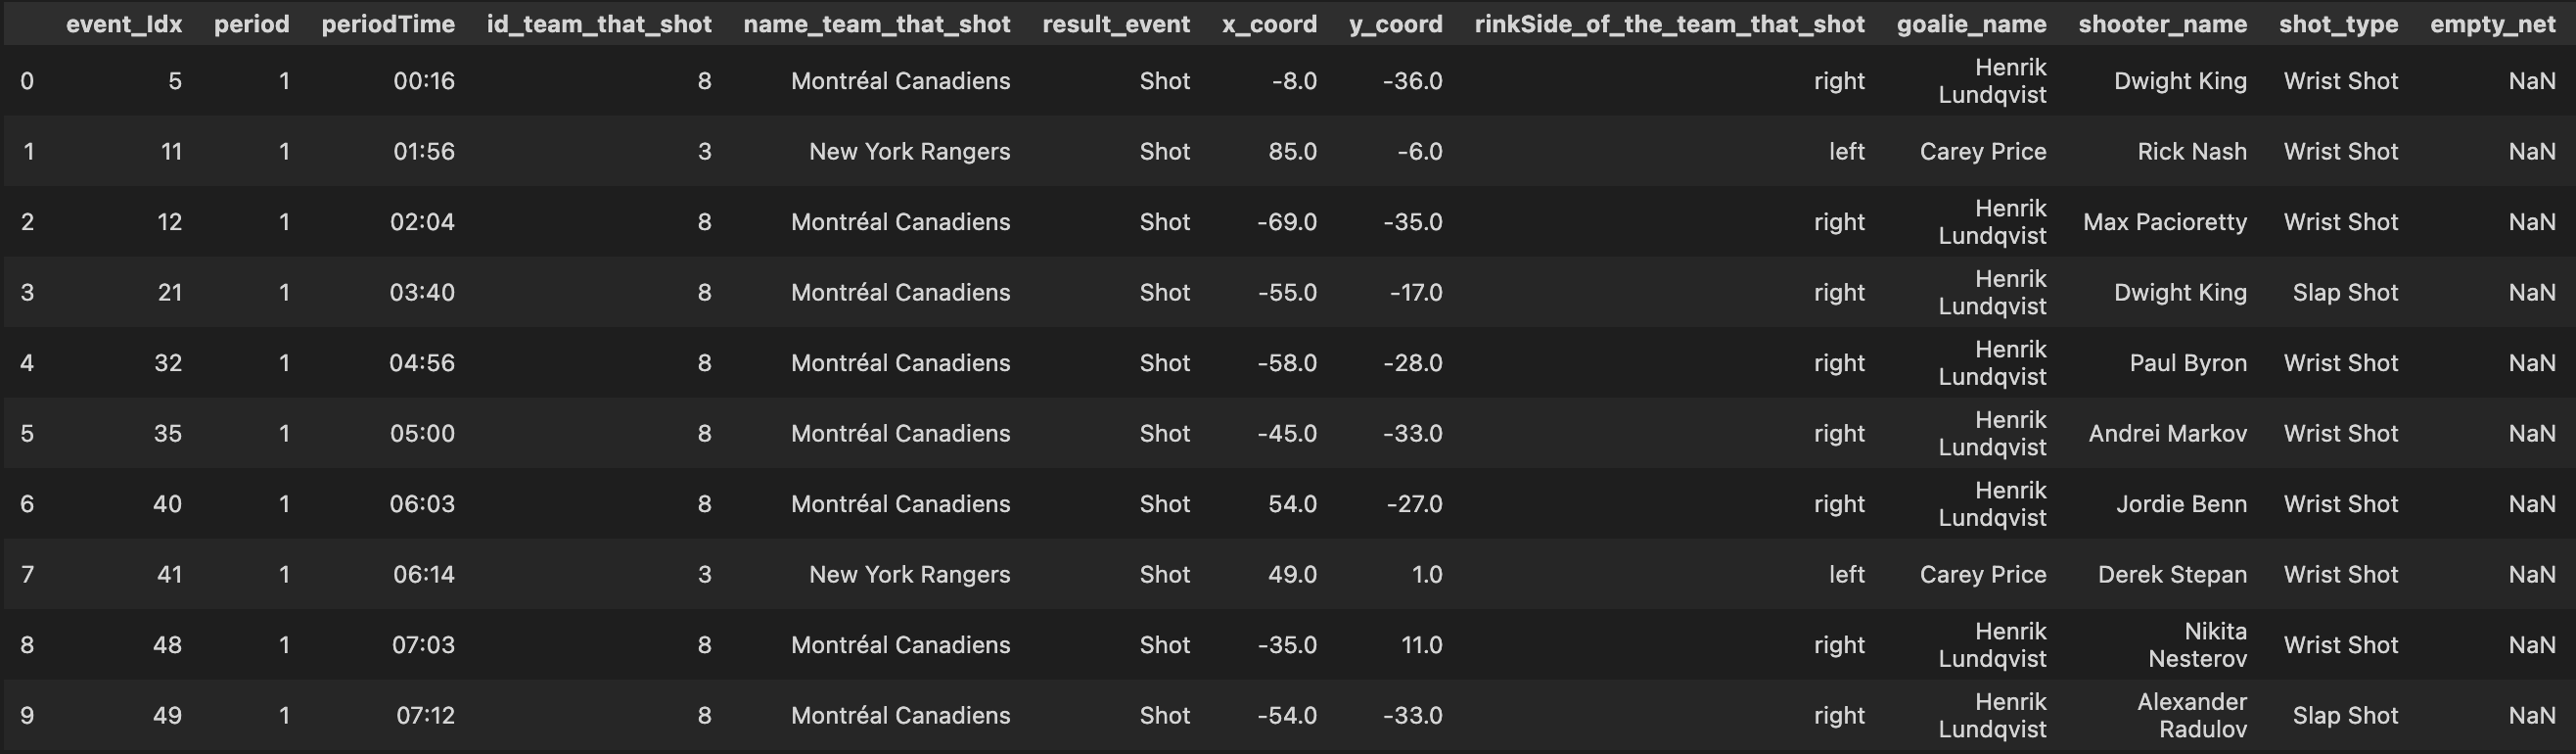 event_Idx period periodTime id_team_that_shot name_team_that_shot result_event x_coord y_coord rinkSide_of_the_team_that_shot goalie_name shooter_name shot_type empty_net
0 5 1 00:16 8 Montréal Canadiens Shot -8.0 -36.0 right Henrik Lundqvist Dwight King Wrist Shot NaN
1 11 1 01:56 3 New York Rangers Shot 85.0 -6.0 left Carey Price Rick Nash Wrist Shot NaN
2 12 1 02:04 8 Montréal Canadiens Shot -69.0 -35.0 right Henrik Lundqvist Max Pacioretty Wrist Shot NaN
3 21 1 03:40 8 Montréal Canadiens Shot -55.0 -17.0 right Henrik Lundqvist Dwight King Slap Shot NaN
4 32 1 04:56 8 Montréal Canadiens Shot -58.0 -28.0 right Henrik Lundqvist Paul Byron Wrist Shot NaN
5 35 1 05:00 8 Montréal Canadiens Shot -45.0 -33.0 right Henrik Lundqvist Andrei Markov Wrist Shot NaN
6 40 1 06:03 8 Montréal Canadiens Shot 54.0 -27.0 right Henrik Lundqvist Jordie Benn Wrist Shot NaN
7 41 1 06:14 3 New York Rangers Shot 49.0 1.0 left Carey Price Derek Stepan Wrist Shot NaN
8 48 1 07:03 8 Montréal Canadiens Shot -35.0 11.0 right Henrik Lundqvist Nikita Nesterov Wrist Shot NaN
9 49 1 07:12 8 Montréal Canadiens Shot -54.0 -33.0 right Henrik Lundqvist Alexander Radulov Slap Shot NaN